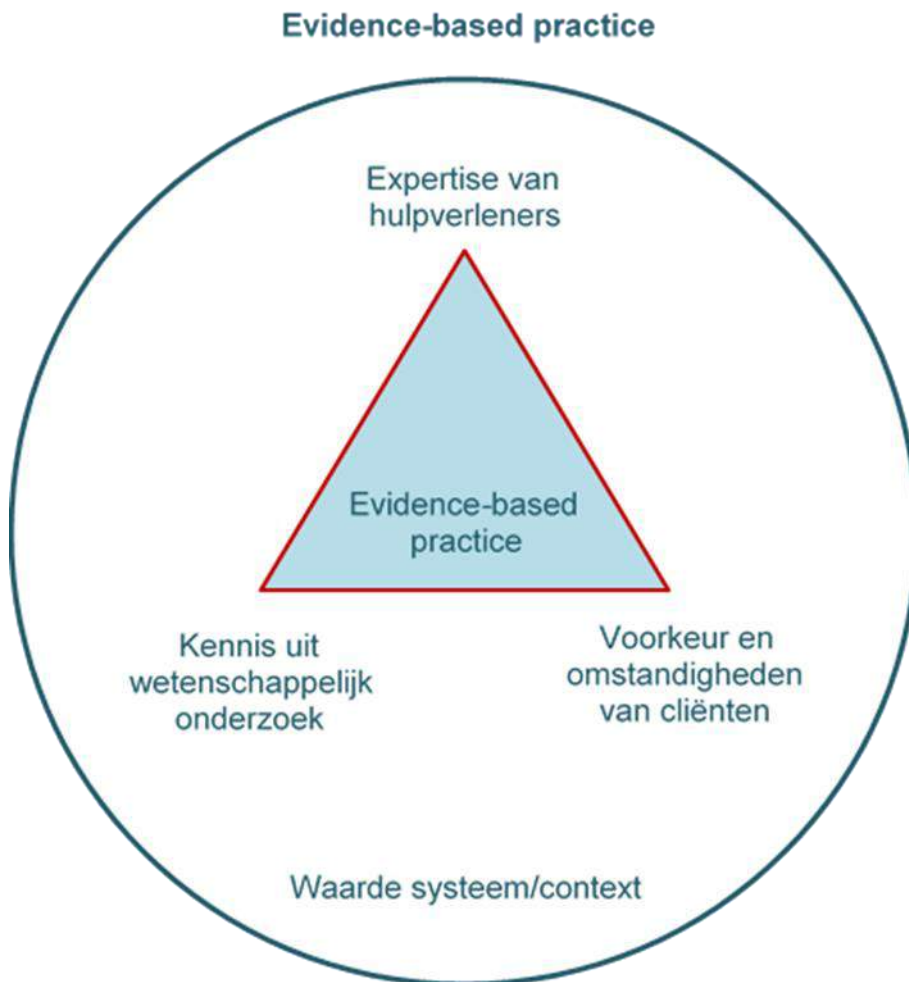 Evidence-based practice
Expertise van
hulpverleners
Evidence-based
practice
Kennis uit
wetenschappelijk
onderzoek
Voorkeur en
omstandigheden
van cliënten
Waarde systeem/context